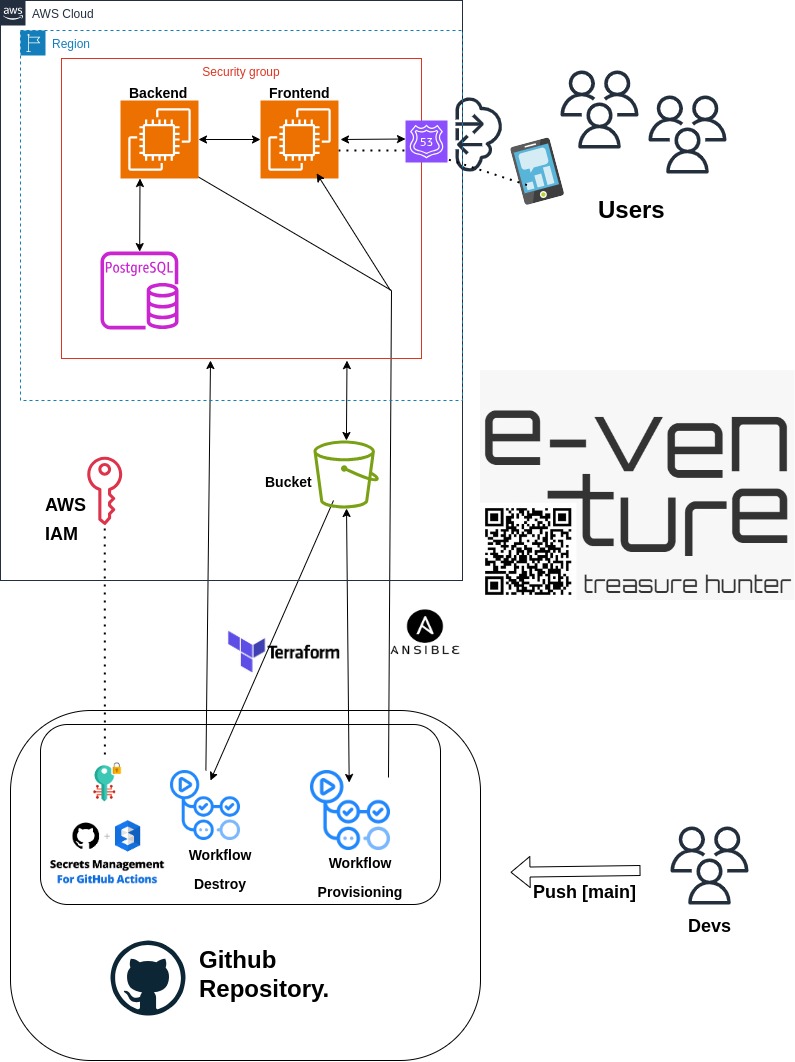 aws
AWS Cloud
Region
Security group
Backend
Frontend
53
Users
PostgreSQL
e-ven
ture
treasure hunter
Bucket
AWS
IAM
Terraform
A
ANSIBLE
Workflow
Destroy
Workflow
Provisioning
+
Secrets Management
For GitHub Actions
Push [main]
Devs
Github
Repository.